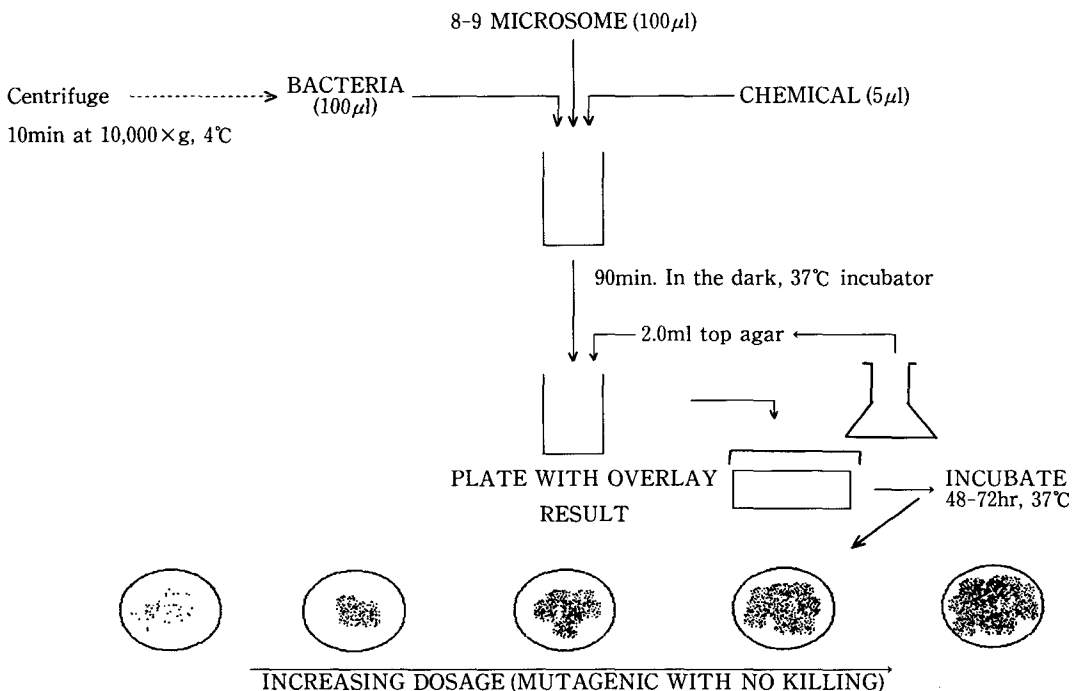 8-9 MICROSOME (100μl)
Centrifuge
BACTERIA
(100μl)
CHEMICAL (5μl)
10min at 10,000×g, 4℃
90min. In the dark, 37℃ incubator
2.0ml top agar
PLATE WITH OVERLAY
RESULT
INCUBATE
48-72hr, 37℃
INCREASING DOSAGE (MUTAGENIC WITH NO KILLING)